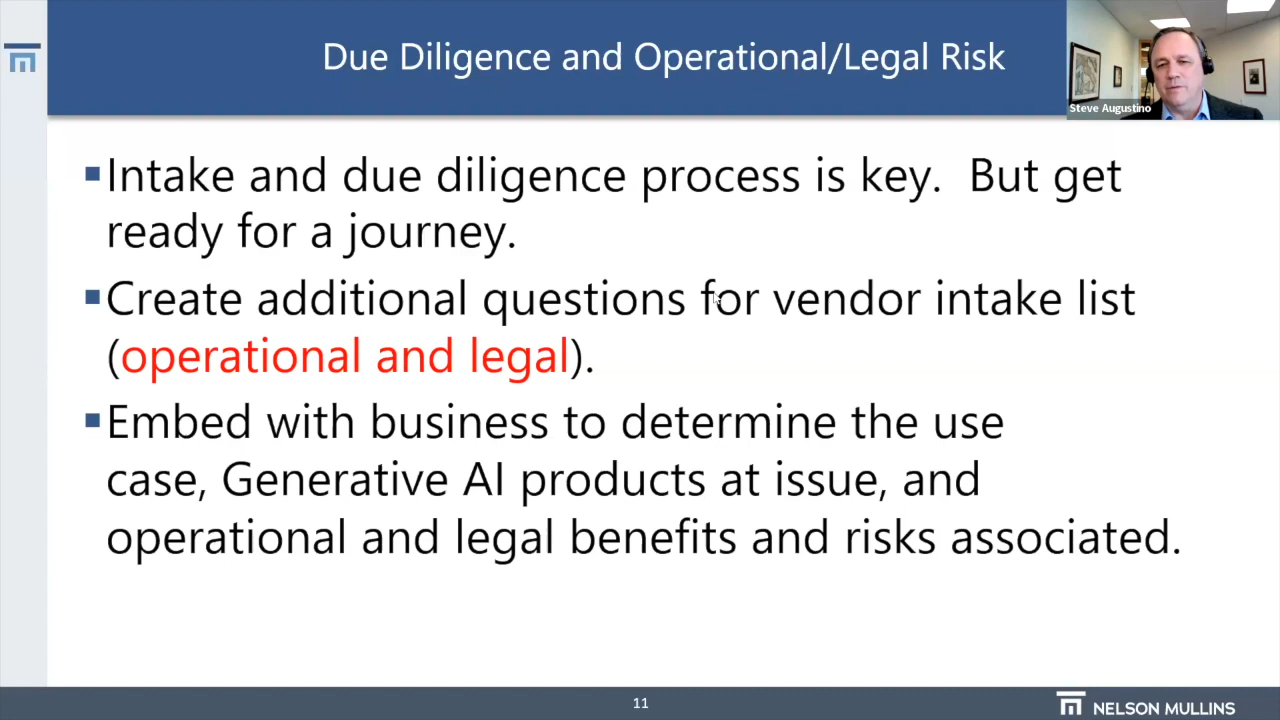 Due Diligence and Operational/Legal Risk
Steve Augustino
▪Intake and due diligence process is key. But get
ready for a journey.
▪Create additional questions for vendor intake list
(operational and legal).
▪Embed with business to determine the use
case, Generative AI products at issue, and
operational and legal benefits and risks associated.
11
NELSON MULLINS